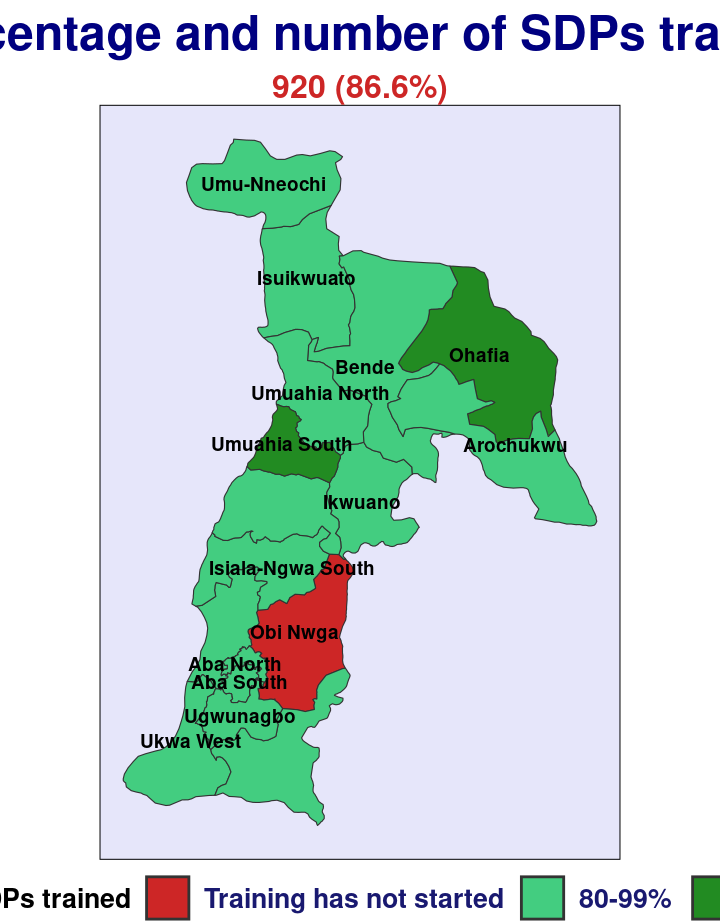 centage and number of SDPs tra
920 (86.6%)
Umu-Nneochi
Isuikwuato
Ohafia
Bende
Umuahia North
Umuahia South
Arochukwu
Ikwuano
Isiala-Ngwa South
Obi Nwga
Aba North
Aba South
Ugwunagbo
Ukwa West
Ps trained
Training has not started
80-99%